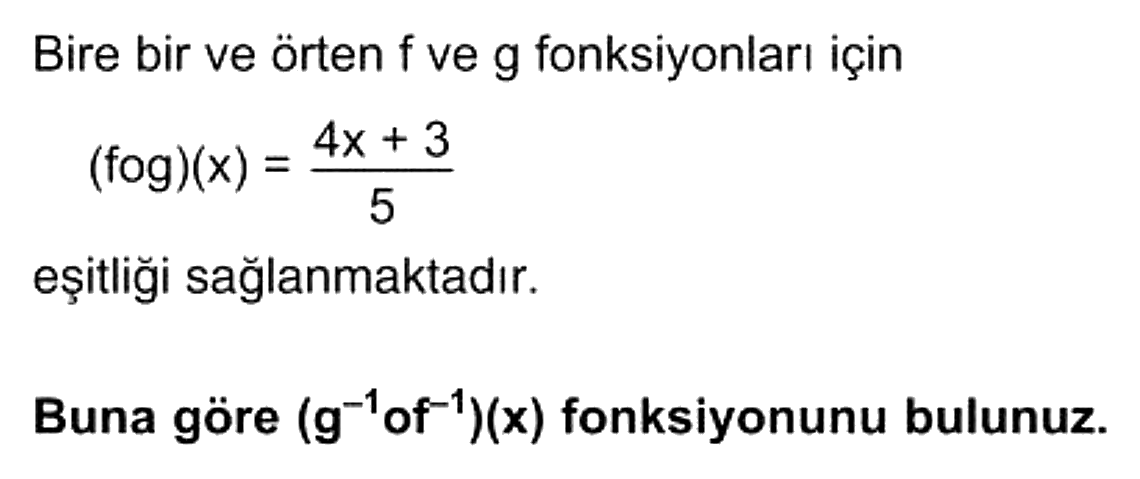 Bire bir ve örten f ve g fonksiyonları için
(fog)(x) = \frac{4x + 3}{5}
eşitliği sağlanmaktadır.
Buna göre (g⁻¹of⁻¹)(x) fonksiyonunu bulunuz.